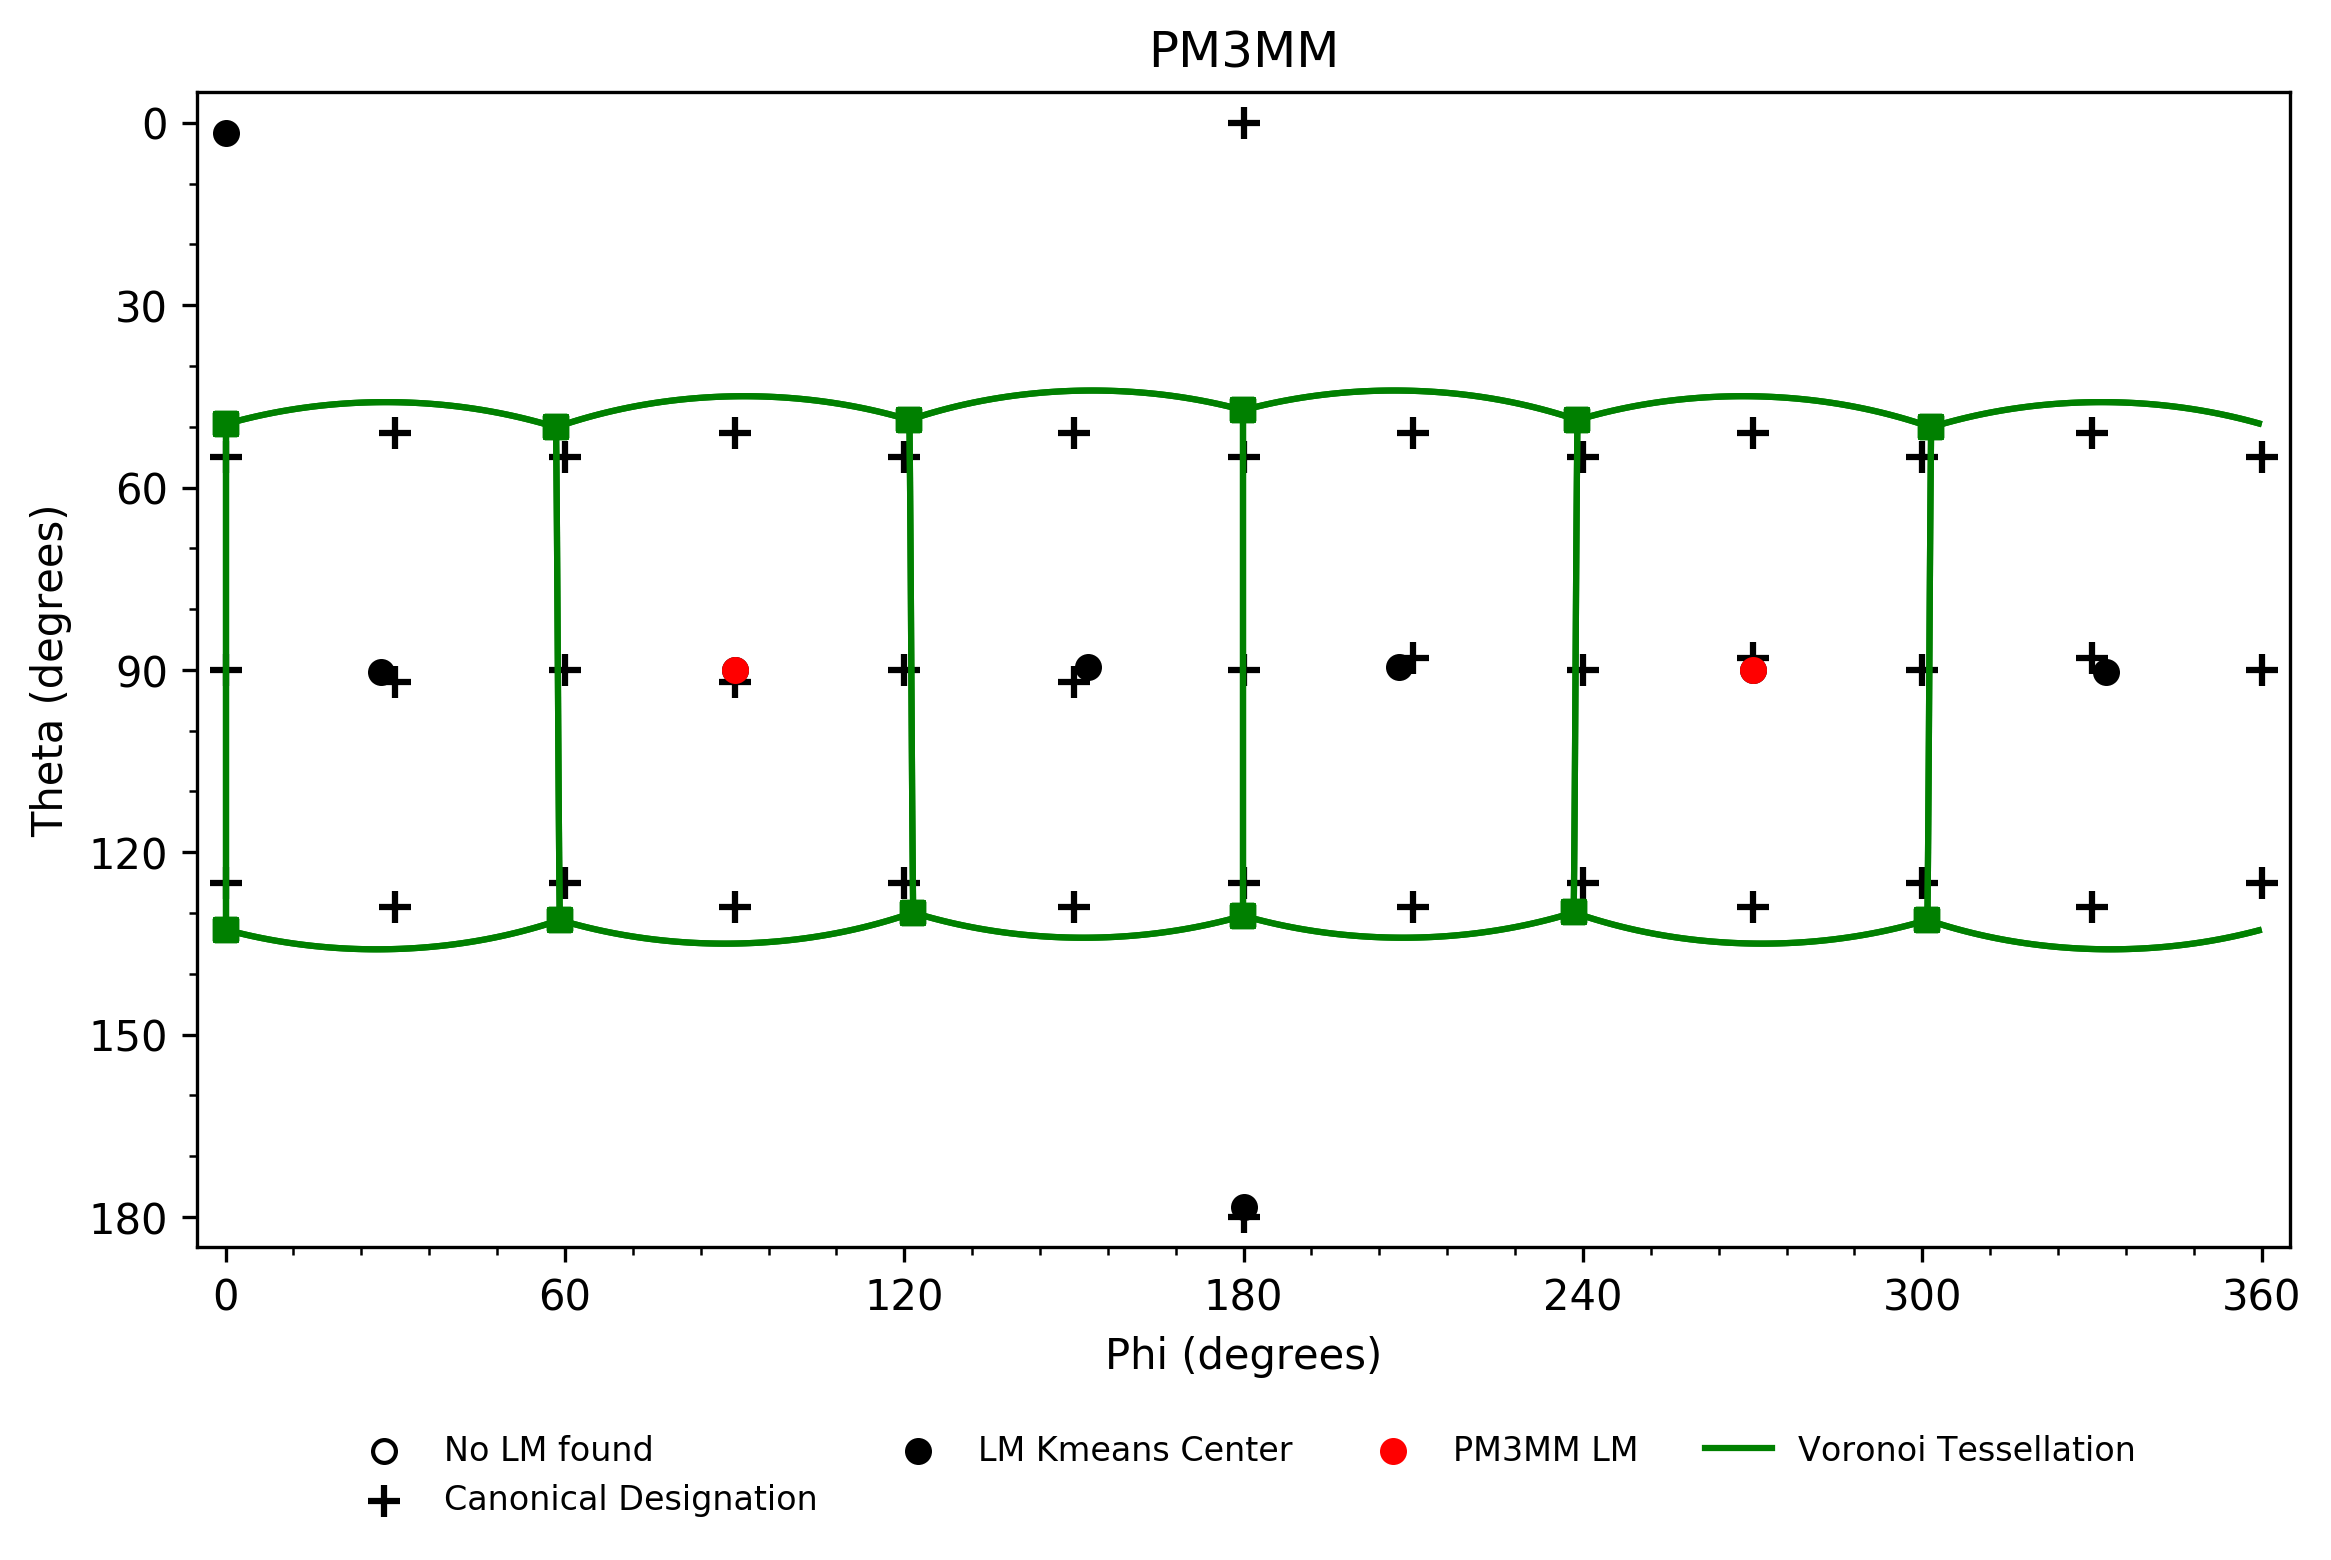 PM3MM
0
30
60
90
120
150
180
Theta (degrees)
0 60 120 180 240 300 360
Phi (degrees)
No LM found
Canonical Designation
LM Kmeans Center
PM3MM LM
Voronoi Tessellation